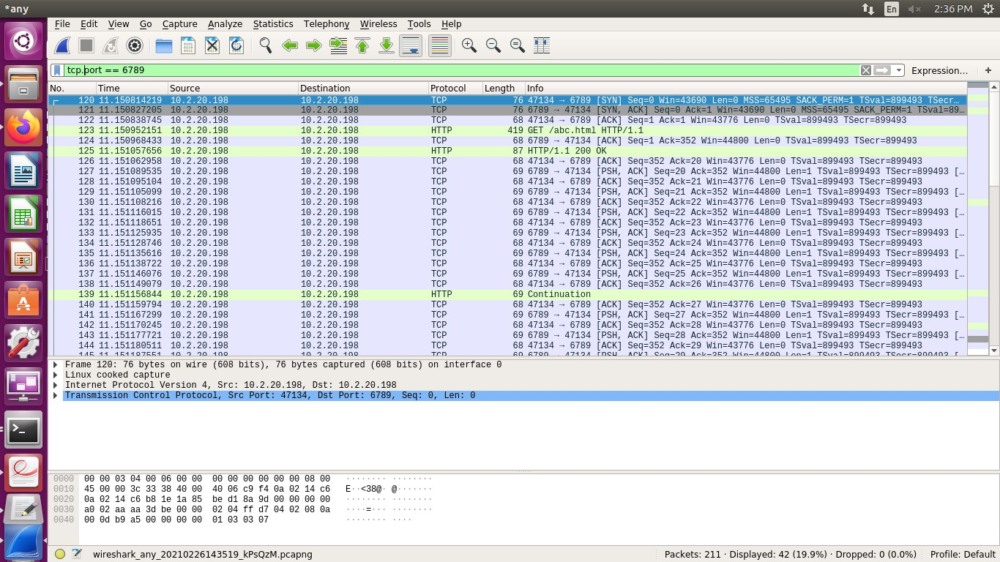 *any
En
2:36 PM
File Edit View Go Capture Analyze Statistics Telephony Wireless Tools Help
tcp.port == 6789
Expression…
+
No. Time Source Destination Protocol Length Info
120 11.150814219 10.2.20.198 10.2.20.198 TCP 76 47134 → 6789 [SYN] Seq=0 Win=43690 Len=0 MSS=65495 SACK_PERM=1 TSval=899493 TSecr…
121 11.150827205 10.2.20.198 10.2.20.198 TCP 76 6789 → 47134 [SYN, ACK] Seq=0 Ack=1 Win=43690 Len=0 MSS=65495 SACK_PERM=1 TSval=89…
122 11.150838745 10.2.20.198 10.2.20.198 TCP 68 47134 → 6789 [ACK] Seq=1 Ack=1 Win=43776 Len=0 TSval=899493 TSecr=899493
123 11.150952151 10.2.20.198 10.2.20.198 HTTP 419 GET /abc.html HTTP/1.1
124 11.150968433 10.2.20.198 10.2.20.198 TCP 68 6789 → 47134 [ACK] Seq=1 Ack=352 Win=44800 Len=0 TSval=899493 TSecr=899493
125 11.151057656 10.2.20.198 10.2.20.198 HTTP 87 HTTP/1.1 200 OK
126 11.151062958 10.2.20.198 10.2.20.198 TCP 68 47134 → 6789 [ACK] Seq=352 Ack=20 Win=43776 Len=0 TSval=899493 TSecr=899493
127 11.151089535 10.2.20.198 10.2.20.198 TCP 69 6789 → 47134 [PSH, ACK] Seq=20 Ack=352 Win=44800 Len=1 TSval=899493 TSecr=899493 […
128 11.151095104 10.2.20.198 10.2.20.198 TCP 68 47134 → 6789 [ACK] Seq=352 Ack=21 Win=43776 Len=0 TSval=899493 TSecr=899493
129 11.151105099 10.2.20.198 10.2.20.198 TCP 69 6789 → 47134 [PSH, ACK] Seq=21 Ack=352 Win=44800 Len=1 TSval=899493 TSecr=899493 […
130 11.151108216 10.2.20.198 10.2.20.198 TCP 68 47134 → 6789 [ACK] Seq=352 Ack=22 Win=43776 Len=0 TSval=899493 TSecr=899493
131 11.151116015 10.2.20.198 10.2.20.198 TCP 69 6789 → 47134 [PSH, ACK] Seq=22 Ack=352 Win=44800 Len=1 TSval=899493 TSecr=899493 […
132 11.151118651 10.2.20.198 10.2.20.198 TCP 68 47134 → 6789 [ACK] Seq=352 Ack=23 Win=43776 Len=0 TSval=899493 TSecr=899493
133 11.151125935 10.2.20.198 10.2.20.198 TCP 69 6789 → 47134 [PSH, ACK] Seq=23 Ack=352 Win=44800 Len=1 TSval=899493 TSecr=899493 […
134 11.151128746 10.2.20.198 10.2.20.198 TCP 68 47134 → 6789 [ACK] Seq=352 Ack=24 Win=43776 Len=0 TSval=899493 TSecr=899493
135 11.151135616 10.2.20.198 10.2.20.198 TCP 69 6789 → 47134 [PSH, ACK] Seq=24 Ack=352 Win=44800 Len=1 TSval=899493 TSecr=899493 […
136 11.151138722 10.2.20.198 10.2.20.198 TCP 68 47134 → 6789 [ACK] Seq=352 Ack=25 Win=43776 Len=0 TSval=899493 TSecr=899493
137 11.151146076 10.2.20.198 10.2.20.198 TCP 69 6789 → 47134 [PSH, ACK] Seq=25 Ack=352 Win=44800 Len=1 TSval=899493 TSecr=899493 […
138 11.151149079 10.2.20.198 10.2.20.198 TCP 68 47134 → 6789 [ACK] Seq=352 Ack=26 Win=43776 Len=0 TSval=899493 TSecr=899493
139 11.151156844 10.2.20.198 10.2.20.198 HTTP 69 Continuation
140 11.151159794 10.2.20.198 10.2.20.198 TCP 68 47134 → 6789 [ACK] Seq=352 Ack=27 Win=43776 Len=0 TSval=899493 TSecr=899493
141 11.151167299 10.2.20.198 10.2.20.198 TCP 69 6789 → 47134 [PSH, ACK] Seq=27 Ack=352 Win=44800 Len=1 TSval=899493 TSecr=899493 […
142 11.151170245 10.2.20.198 10.2.20.198 TCP 68 47134 → 6789 [ACK] Seq=352 Ack=28 Win=43776 Len=0 TSval=899493 TSecr=899493
143 11.151177721 10.2.20.198 10.2.20.198 TCP 69 6789 → 47134 [PSH, ACK] Seq=28 Ack=352 Win=44800 Len=1 TSval=899493 TSecr=899493 […
144 11.151180511 10.2.20.198 10.2.20.198 TCP 68 47134 → 6789 [ACK] Seq=352 Ack=29 Win=43776 Len=0 TSval=899493 TSecr=899493
145 11.151187551 10.2.20.198 10.2.20.198 TCP 69 6789 → 47134 [PSH, ACK] Seq=29 Ack=352 Win=44800 Len=1 TSval=899493 TSecr=899493 […
Frame 120: 76 bytes on wire (608 bits), 76 bytes captured (608 bits) on interface 0
Linux cooked capture
Internet Protocol Version 4, Src: 10.2.20.198, Dst: 10.2.20.198
Transmission Control Protocol, Src Port: 47134, Dst Port: 6789, Seq: 0, Len: 0
0000 00 00 03 04 00 06 00 00 00 00 00 00 00 00 08 00 ········ ········
0010 45 00 00 3c 33 38 40 00 40 06 c9 f4 0a 02 14 c6 E··<38@· @·······
0020 0a 02 14 c6 b8 1e 1a 85 be d1 8a 9d 00 00 00 00 ········ ········
0030 a0 02 aa aa 3d be 00 00 02 04 ff d7 04 02 08 0a ····=··· ········
0040 00 0d b9 a5 00 00 00 00 01 03 03 07 ········ ····
wireshark_any_20210226143519_kPsQzM.pcapng
Packets: 211 · Displayed: 42 (19.9%) · Dropped: 0 (0.0%)
Profile: Default